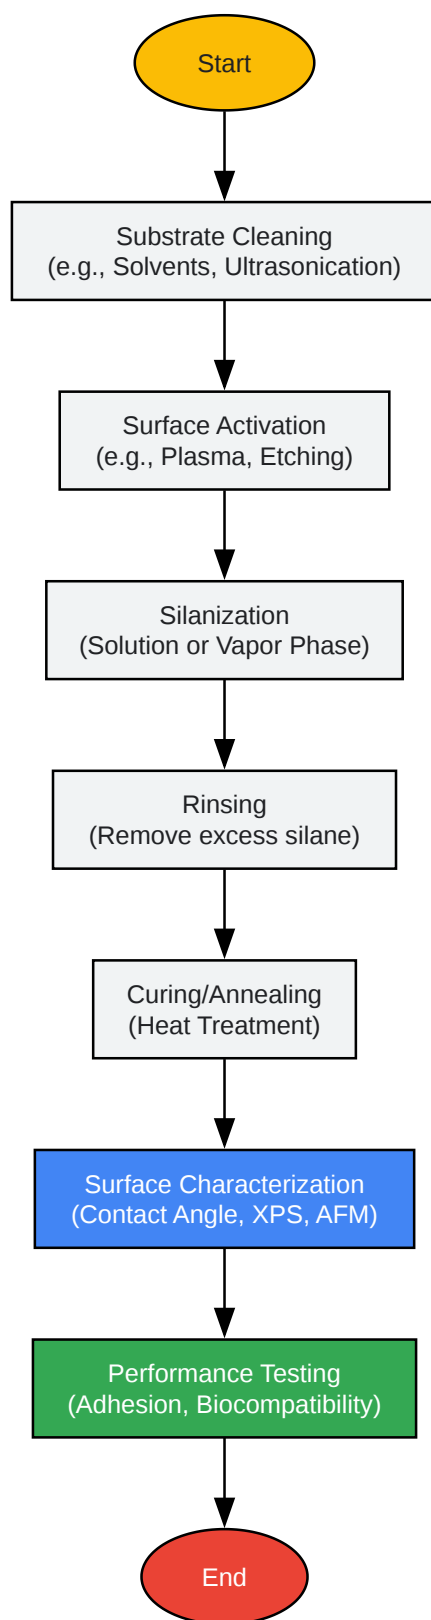 Start
Substrate Cleaning
(e.g., Solvents, Ultrasonication)
Surface Activation
(e.g., Plasma, Etching)
Silanization
(Solution or Vapor Phase)
Rinsing
(Remove excess silane)
Curing/Annealing
(Heat Treatment)
Surface Characterization
(Contact Angle, XPS, AFM)
Performance Testing
(Adhesion, Biocompatibility)
End